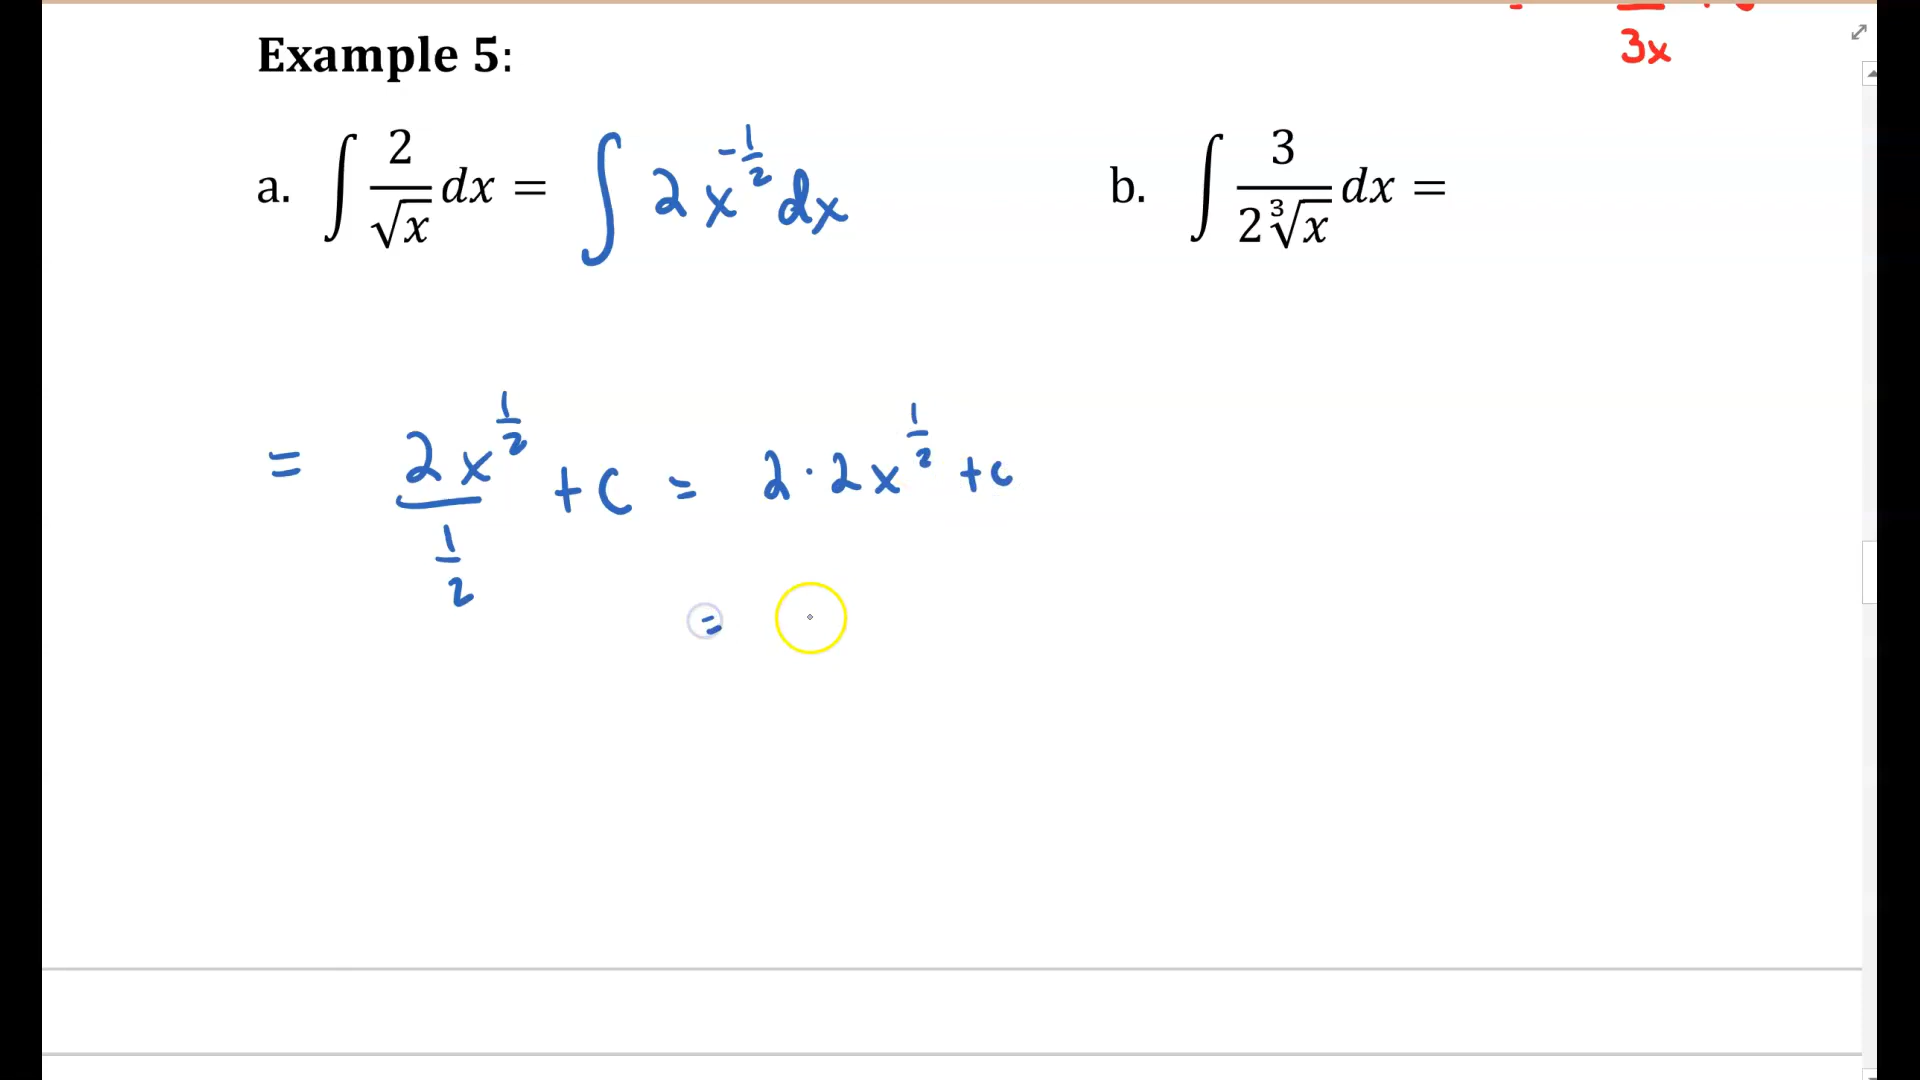 3x
Example 5:
a. ∫ 2/√x dx = ∫ 2x^(-1/2) dx
b. ∫ 3/(2∛x) dx =
= 2x^(1/2)/(1/2) + C = 2 · 2x^(1/2) + C
=